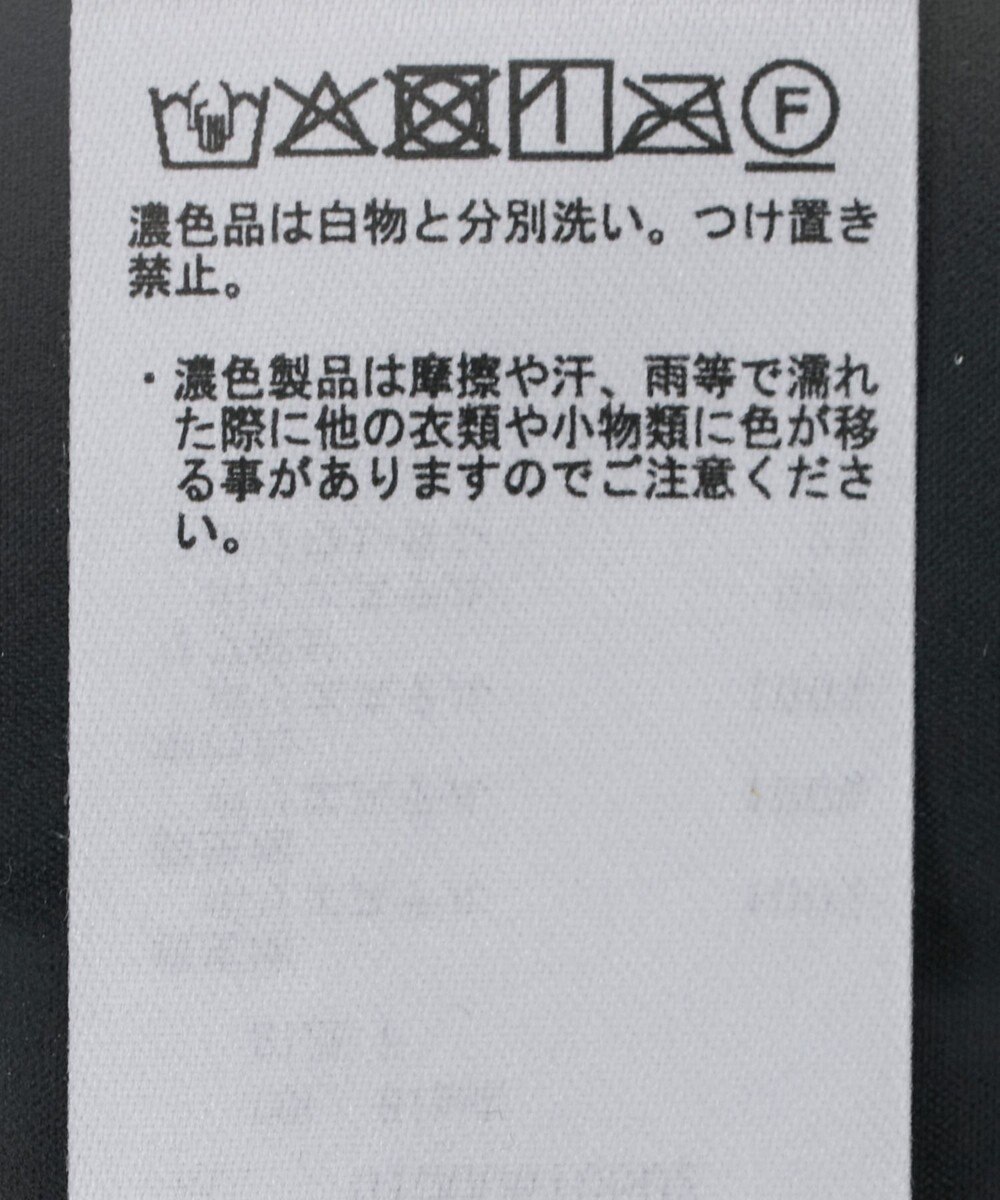 F
濃色品は白物と分別洗い。つけ置き
禁止。
・濃色製品は摩擦や汗、雨等で濡れ
た際に他の衣類や小物類に色が移
る事がありますのでご注意くださ
い。